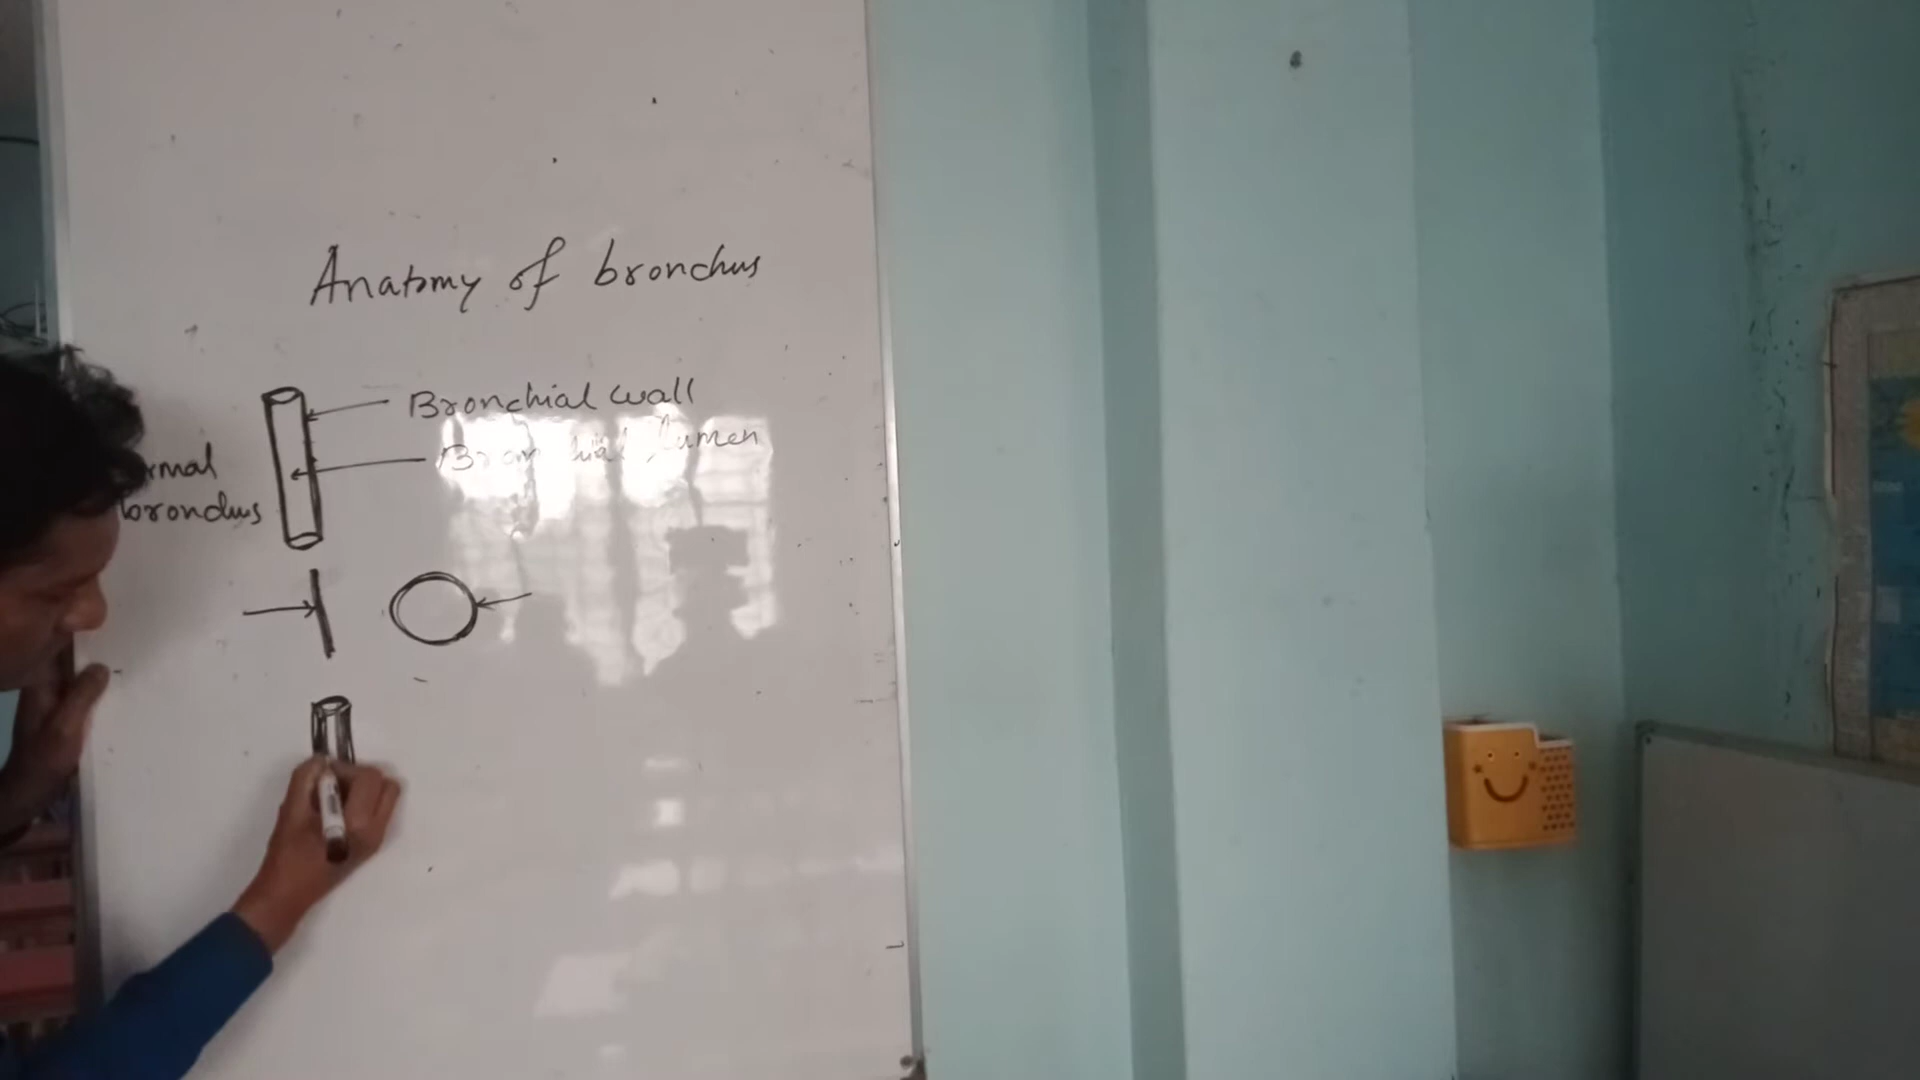 Anatomy of bronchus
Bronchial wall
Bronchial lumen
rmal
bronchus